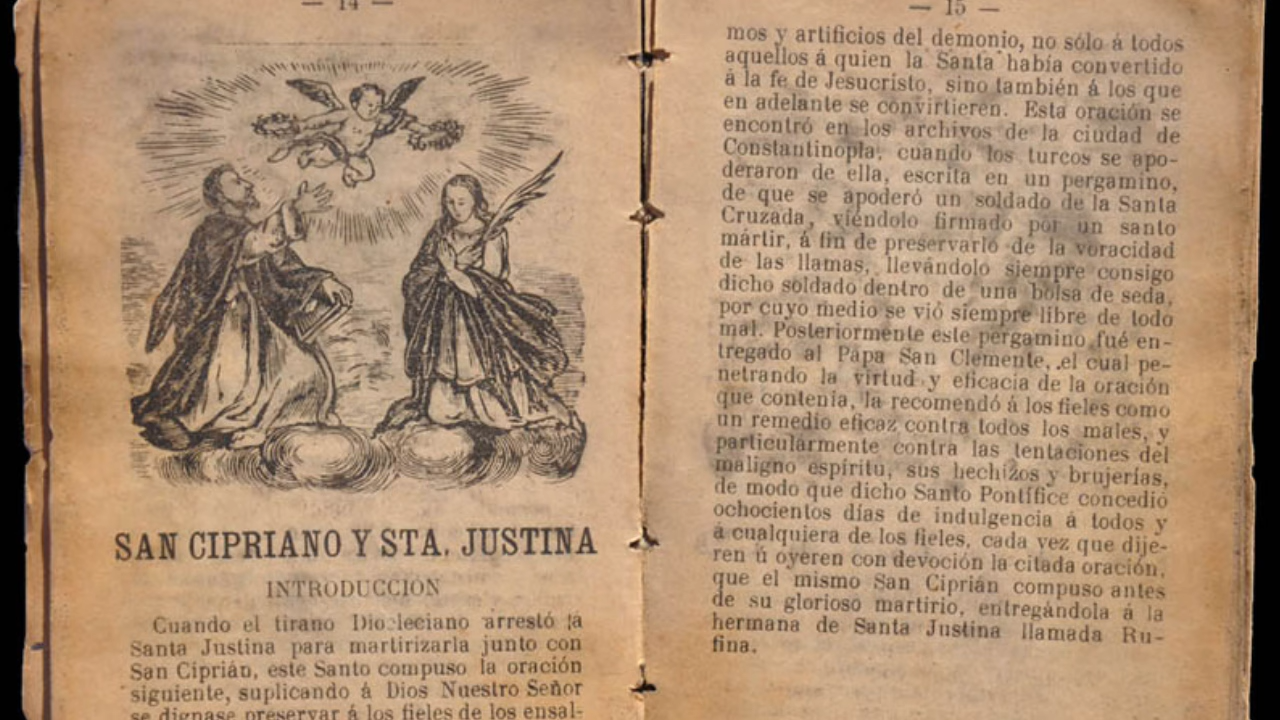 — 14 —
SAN CIPRIANO Y STA. JUSTINA
INTRODUCCIÓN
Cuando el tirano Diocleciano arrestó la
Santa Justina para martirizarla junto con
San Ciprián, este Santo compuso la oración
siguiente, suplicando á Dios Nuestro Señor
se dignase preservar á los fieles de los ensal-
— 15 —
mos y artificios del demonio, no sólo á todos
aquellos á quien la Santa había convertido
á la fe de Jesucristo, sino también á los que
en adelante se convirtieren. Esta oración se
encontró en los archivos de la ciudad de
Constantinopla, cuando los turcos se apo-
deraron de ella, escrita en un pergamino,
de que se apoderó un soldado de la Santa
Cruzada, viéndolo firmado por un santo
mártir, á fin de preservarlo de la voracidad
de las llamas, llevándolo siempre consigo
dicho soldado dentro de una bolsa de seda,
por cuyo medio se vió siempre libre de todo
mal. Posteriormente este pergamino fué en-
tregado al Papa San Clemente, el cual pe-
netrando la virtud y eficacia de la oración
que contenia, la recomendó á los fieles como
un remedio eficaz contra todos los males, y
particularmente contra las tentaciones del
maligno espíritu, sus hechizos y brujerías,
de modo que dicho Santo Pontífice concedió
ochocientos días de indulgencia á todos y
á cualquiera de los fieles, cada vez que dije-
ren ú oyeren con devoción la citada oración,
que el mismo San Ciprián compuso antes
de su glorioso martirio, entregándola á la
hermana de Santa Justina llamada Ru-
fina.